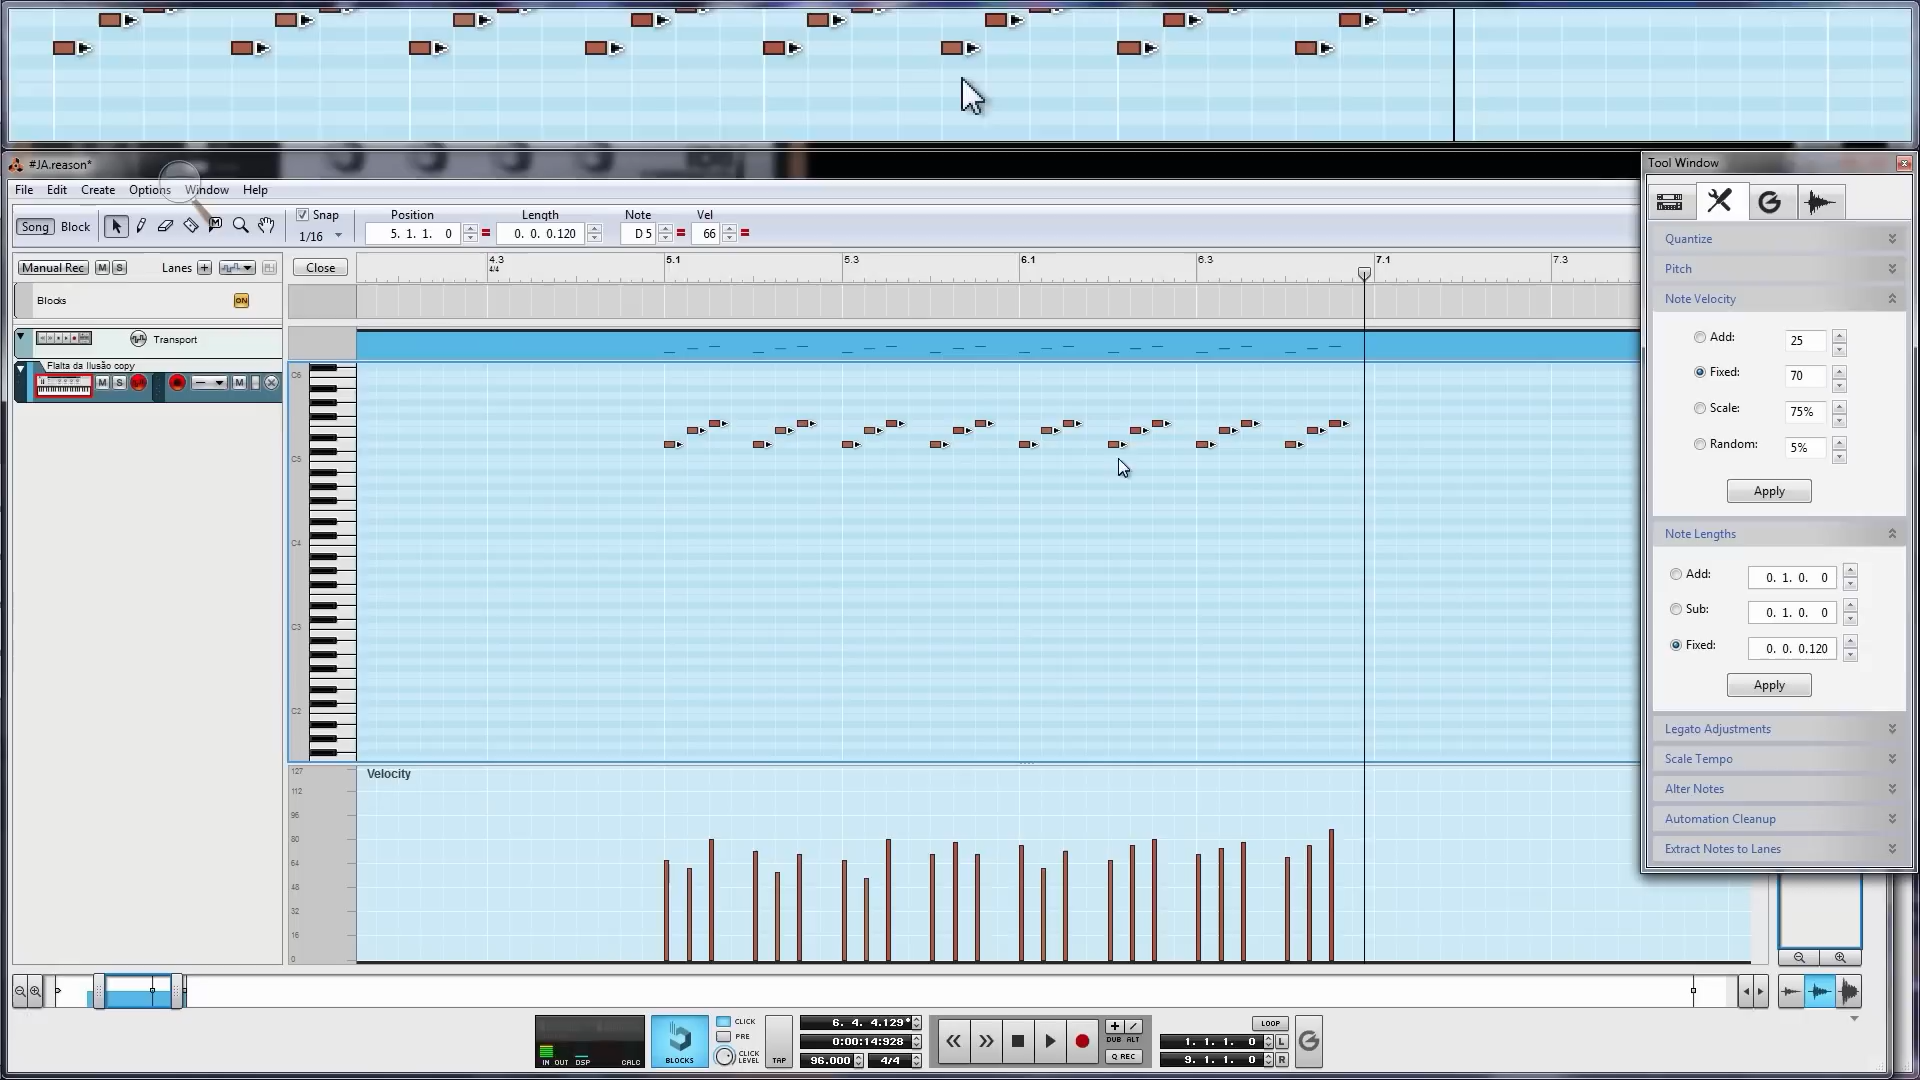 #JA.reason*
Tool Window
File Edit Create Options Window Help
Song Block
Snap
1/16
Position
5. 1. 1. 0
Length
0. 0. 0.120
Note
D 5
Vel
66
Manual Rec M S Lanes +
Close
4.3 5.1 5.3 6.1 6.3 7.1 7.3
4/4
Blocks ON
Transport
Flalta da Ilusão copy
M S M
C6
C5
C4
C3
C2
Velocity
127
112
96
80
64
48
32
16
0
Quantize
Pitch
Note Velocity
Add: 25
Fixed: 70
Scale: 75%
Random: 5%
Apply
Note Lengths
Add: 0. 1. 0. 0
Sub: 0. 1. 0. 0
Fixed: 0. 0. 0.120
Apply
Legato Adjustments
Scale Tempo
Alter Notes
Automation Cleanup
Extract Notes to Lanes
IN OUT DSP CALC
BLOCKS
CLICK
PRE
CLICK
LEVEL
TAP
6. 4. 4.129*
0:00:14:928
96.000 4/4
DUB ALT
Q REC
LOOP
1. 1. 1. 0 L
9. 1. 1. 0 R